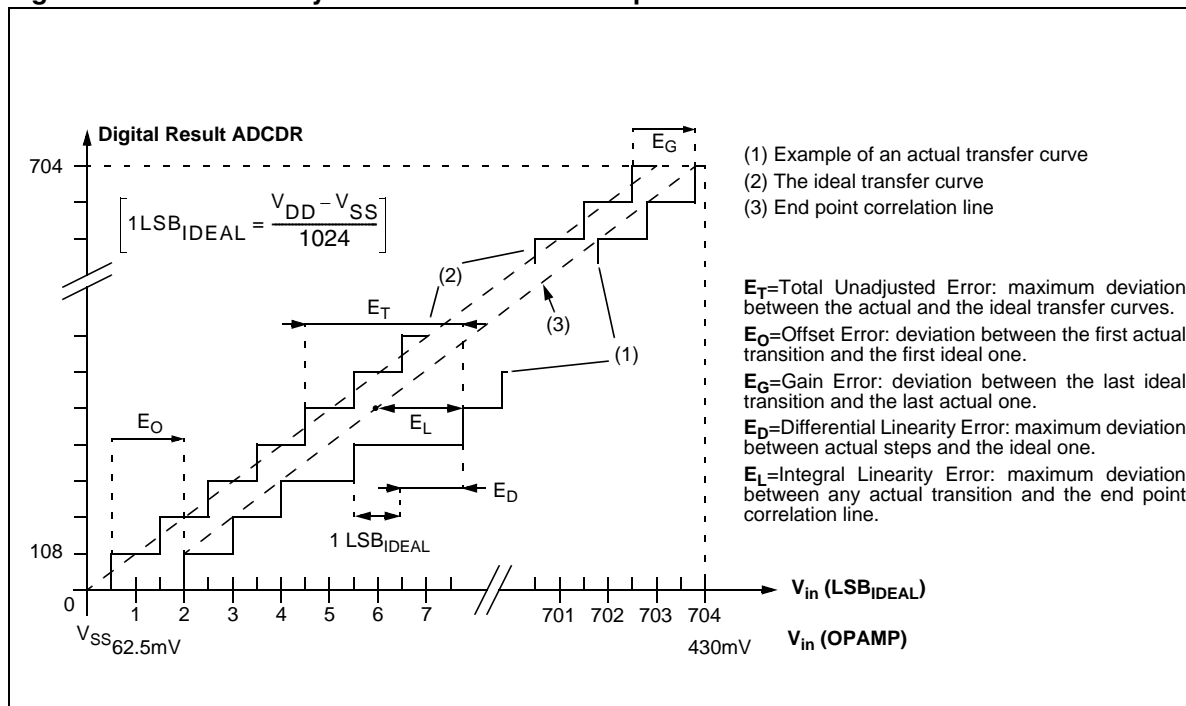 Digital Result ADCDR
E_G
704
1LSB_IDEAL = V_DD – V_SS / 1024
(1) Example of an actual transfer curve
(2) The ideal transfer curve
(3) End point correlation line
(2)
E_T
(3)
(1)
E_O
E_L
E_D
1 LSB_IDEAL
108
E_T=Total Unadjusted Error: maximum deviation
between the actual and the ideal transfer curves.
E_O=Offset Error: deviation between the first actual
transition and the first ideal one.
E_G=Gain Error: deviation between the last ideal
transition and the last actual one.
E_D=Differential Linearity Error: maximum deviation
between actual steps and the ideal one.
E_L=Integral Linearity Error: maximum deviation
between any actual transition and the end point
correlation line.
0
1 2 3 4 5 6 7 701 702 703 704
V_in (LSB_IDEAL)
V_SS 62.5mV 430mV
V_in (OPAMP)